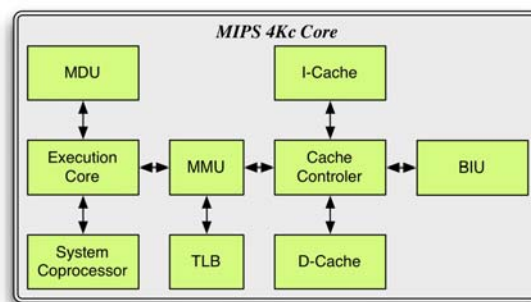 MIPS 4Kc Core
MDU
I-Cache
Execution
Core
MMU
Cache
Controler
BIU
System
Coprocessor
TLB
D-Cache